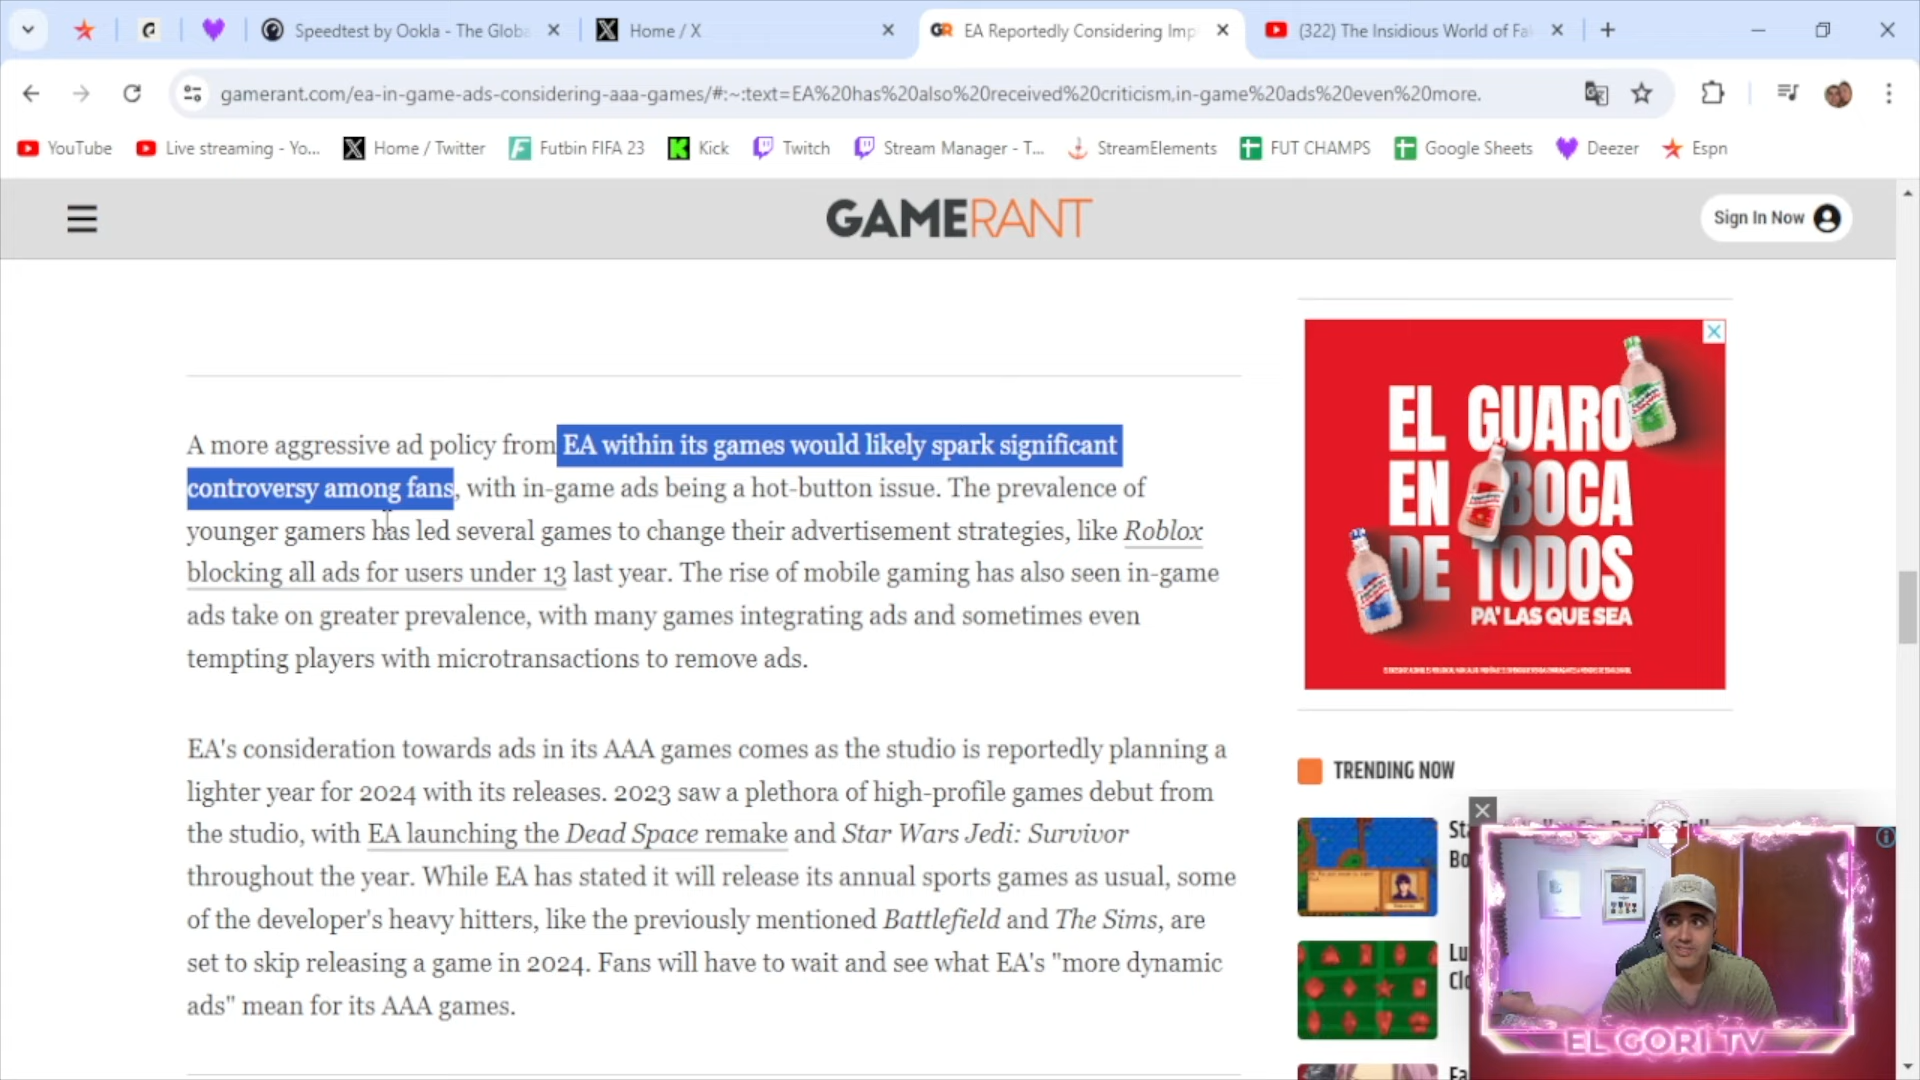 Speedtest by Ookla - The Globa
Home / X
EA Reportedly Considering Imp
(322) The Insidious World of Fa
gamerant.com/ea-in-game-ads-considering-aaa-games/#:~:text=EA%20has%20also%20received%20criticism,in-game%20ads%20even%20more.
YouTube
Live streaming - Yo...
Home / Twitter
Futbin FIFA 23
Kick
Twitch
Stream Manager - T...
StreamElements
FUT CHAMPS
Google Sheets
Deezer
Espn
GAMERANT
Sign In Now
A more aggressive ad policy from EA within its games would likely spark significant
controversy among fans, with in-game ads being a hot-button issue. The prevalence of
younger gamers has led several games to change their advertisement strategies, like Roblox
blocking all ads for users under 13 last year. The rise of mobile gaming has also seen in-game
ads take on greater prevalence, with many games integrating ads and sometimes even
tempting players with microtransactions to remove ads.
EA's consideration towards ads in its AAA games comes as the studio is reportedly planning a
lighter year for 2024 with its releases. 2023 saw a plethora of high-profile games debut from
the studio, with EA launching the Dead Space remake and Star Wars Jedi: Survivor
throughout the year. While EA has stated it will release its annual sports games as usual, some
of the developer's heavy hitters, like the previously mentioned Battlefield and The Sims, are
set to skip releasing a game in 2024. Fans will have to wait and see what EA's "more dynamic
ads" mean for its AAA games.
EL GUARO
EN BOCA
DE TODOS
PA' LAS QUE SEA
TRENDING NOW
EL GORI TV